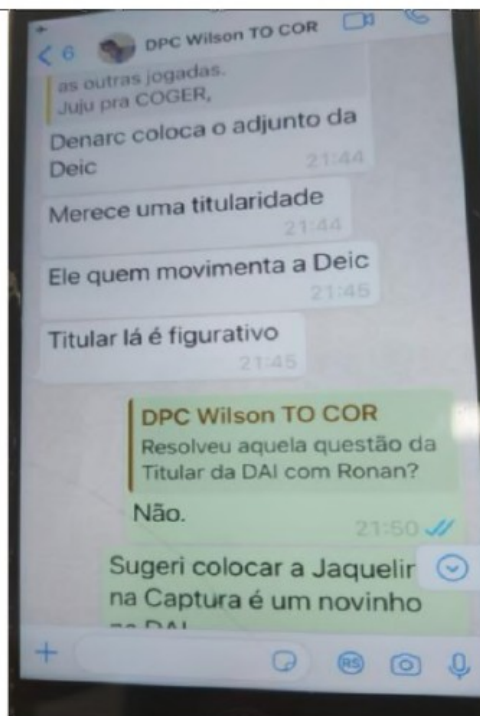 6
DPC Wilson TO COR
as outras jogadas.
Juju pra COGER,
Denarc coloca o adjunto da
Deic
21:44
Merece uma titularidade
21:44
Ele quem movimenta a Deic
21:45
Titular lá é figurativo
21:45
DPC Wilson TO COR
Resolveu aquela questão da
Titular da DAI com Ronan?
Não.
21:50
Sugeri colocar a Jaquelir
na Captura é um novinho
DAI
RS